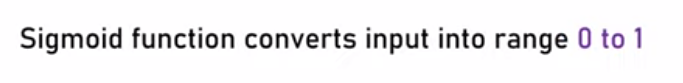 Sigmoid function converts input into range 0 to 1